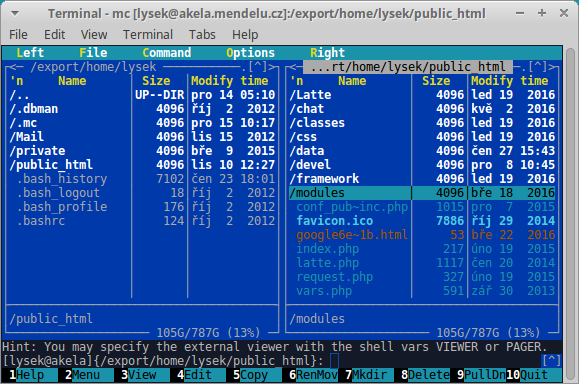 Terminal - mc [lysek@akela.mendelu.cz]:/export/home/lysek/public_html
File Edit View Terminal Tabs Help
Left File Command Options Right
<─ /export/home/lysek ─.[^]>
'n Name Size Modify time
/.. UP--DIR pro 14 05:10
/.dbman 4096 říj 2 2012
/.mc 4096 pro 15 10:17
/Mail 4096 lis 15 2012
/private 4096 bře 9 2015
/public_html 4096 lis 10 12:27
.bash_history 7102 čen 23 18:01
.bash_logout 18 říj 2 2012
.bash_profile 176 říj 2 2012
.bashrc 124 říj 2 2012
/public_html
105G/787G (13%)
<─ ...rt/home/lysek/public_html ─.[^]>
'n Name Size Modify time
/Latte 4096 led 19 2016
/chat 4096 kvě 2 2016
/classes 4096 led 19 2016
/css 4096 led 19 2016
/data 4096 čen 27 15:43
/devel 4096 pro 8 10:45
/framework 4096 led 19 2016
/modules 4096 bře 18 2016
conf_pub~inc.php 1015 pro 7 2015
favicon.ico 7886 říj 29 2014
google6e~1b.html 53 bře 22 2016
index.php 217 úno 19 2015
latte.php 1117 čen 20 2014
request.php 327 úno 19 2015
vars.php 591 zář 30 2013
/modules
105G/787G (13%)
Hint: You may specify the external viewer with the shell vars VIEWER or PAGER.
[lysek@akela]{/export/home/lysek/public_html}: [^]
1Help 2Menu 3View 4Edit 5Copy 6RenMov 7Mkdir 8Delete 9PullDn 10Quit